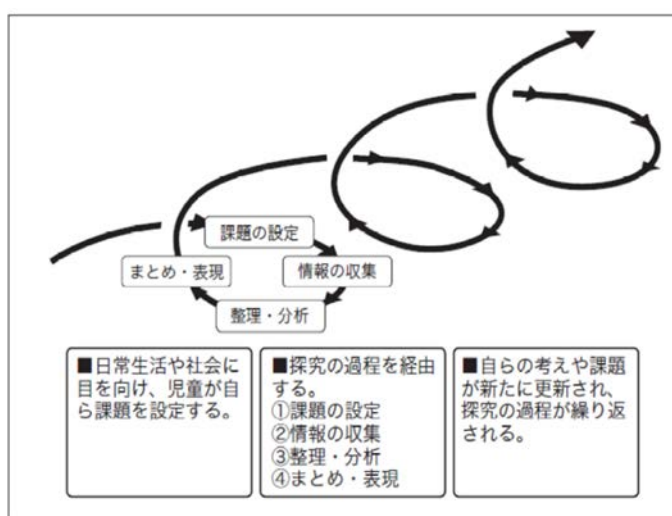 課題の設定
まとめ・表現
情報の収集
整理・分析
■日常生活や社会に
目を向け、児童が自
ら課題を設定する。
■探究の過程を経由
する。
①課題の設定
②情報の収集
③整理・分析
④まとめ・表現
■自らの考えや課題
が新たに更新され、
探究の過程が繰り返
される。